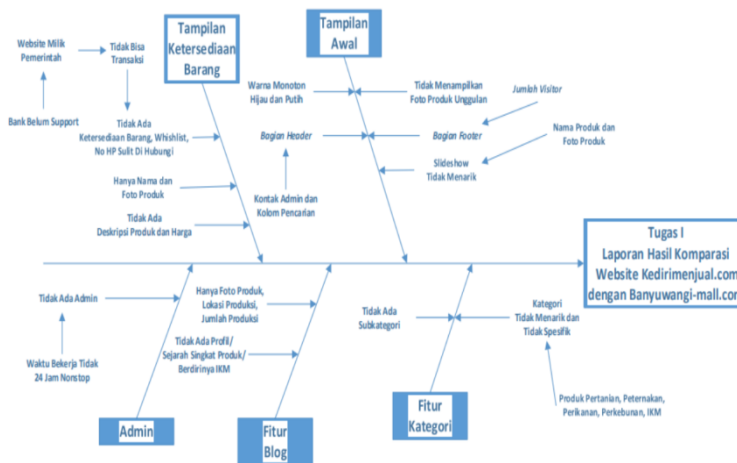 Tampilan
Ketersediaan
Barang
Tampilan
Awal
Website Milik
Pemerintah
Tidak Bisa
Transaksi
Bank Belum Support
Tidak Ada
Ketersediaan Barang, Whishlist,
No HP Sulit Di Hubungi
Hanya Nama dan
Foto Produk
Tidak Ada
Deskripsi Produk dan Harga
Warna Monoton
Hijau dan Putih
Tidak Menampilkan
Foto Produk Unggulan
Jumlah Visitor
Bagian Header
Bagian Footer
Nama Produk dan
Foto Produk
Slideshow
Tidak Menarik
Kontak Admin dan
Kolom Pencarian
Tugas I
Laporan Hasil Komparasi
Website Kedirimenjual.com
dengan Banyuwangi-mall.com
Tidak Ada Admin
Waktu Bekerja Tidak
24 Jam Nonstop
Hanya Foto Produk,
Lokasi Produksi,
Jumlah Produksi
Tidak Ada Profil/
Sejarah Singkat Produk/
Berdirinya IKM
Tidak Ada
Subkategori
Kategori
Tidak Menarik dan
Tidak Spesifik
Produk Pertanian, Peternakan,
Perikanan, Perkebunan, IKM
Admin
Fitur
Blog
Fitur
Kategori